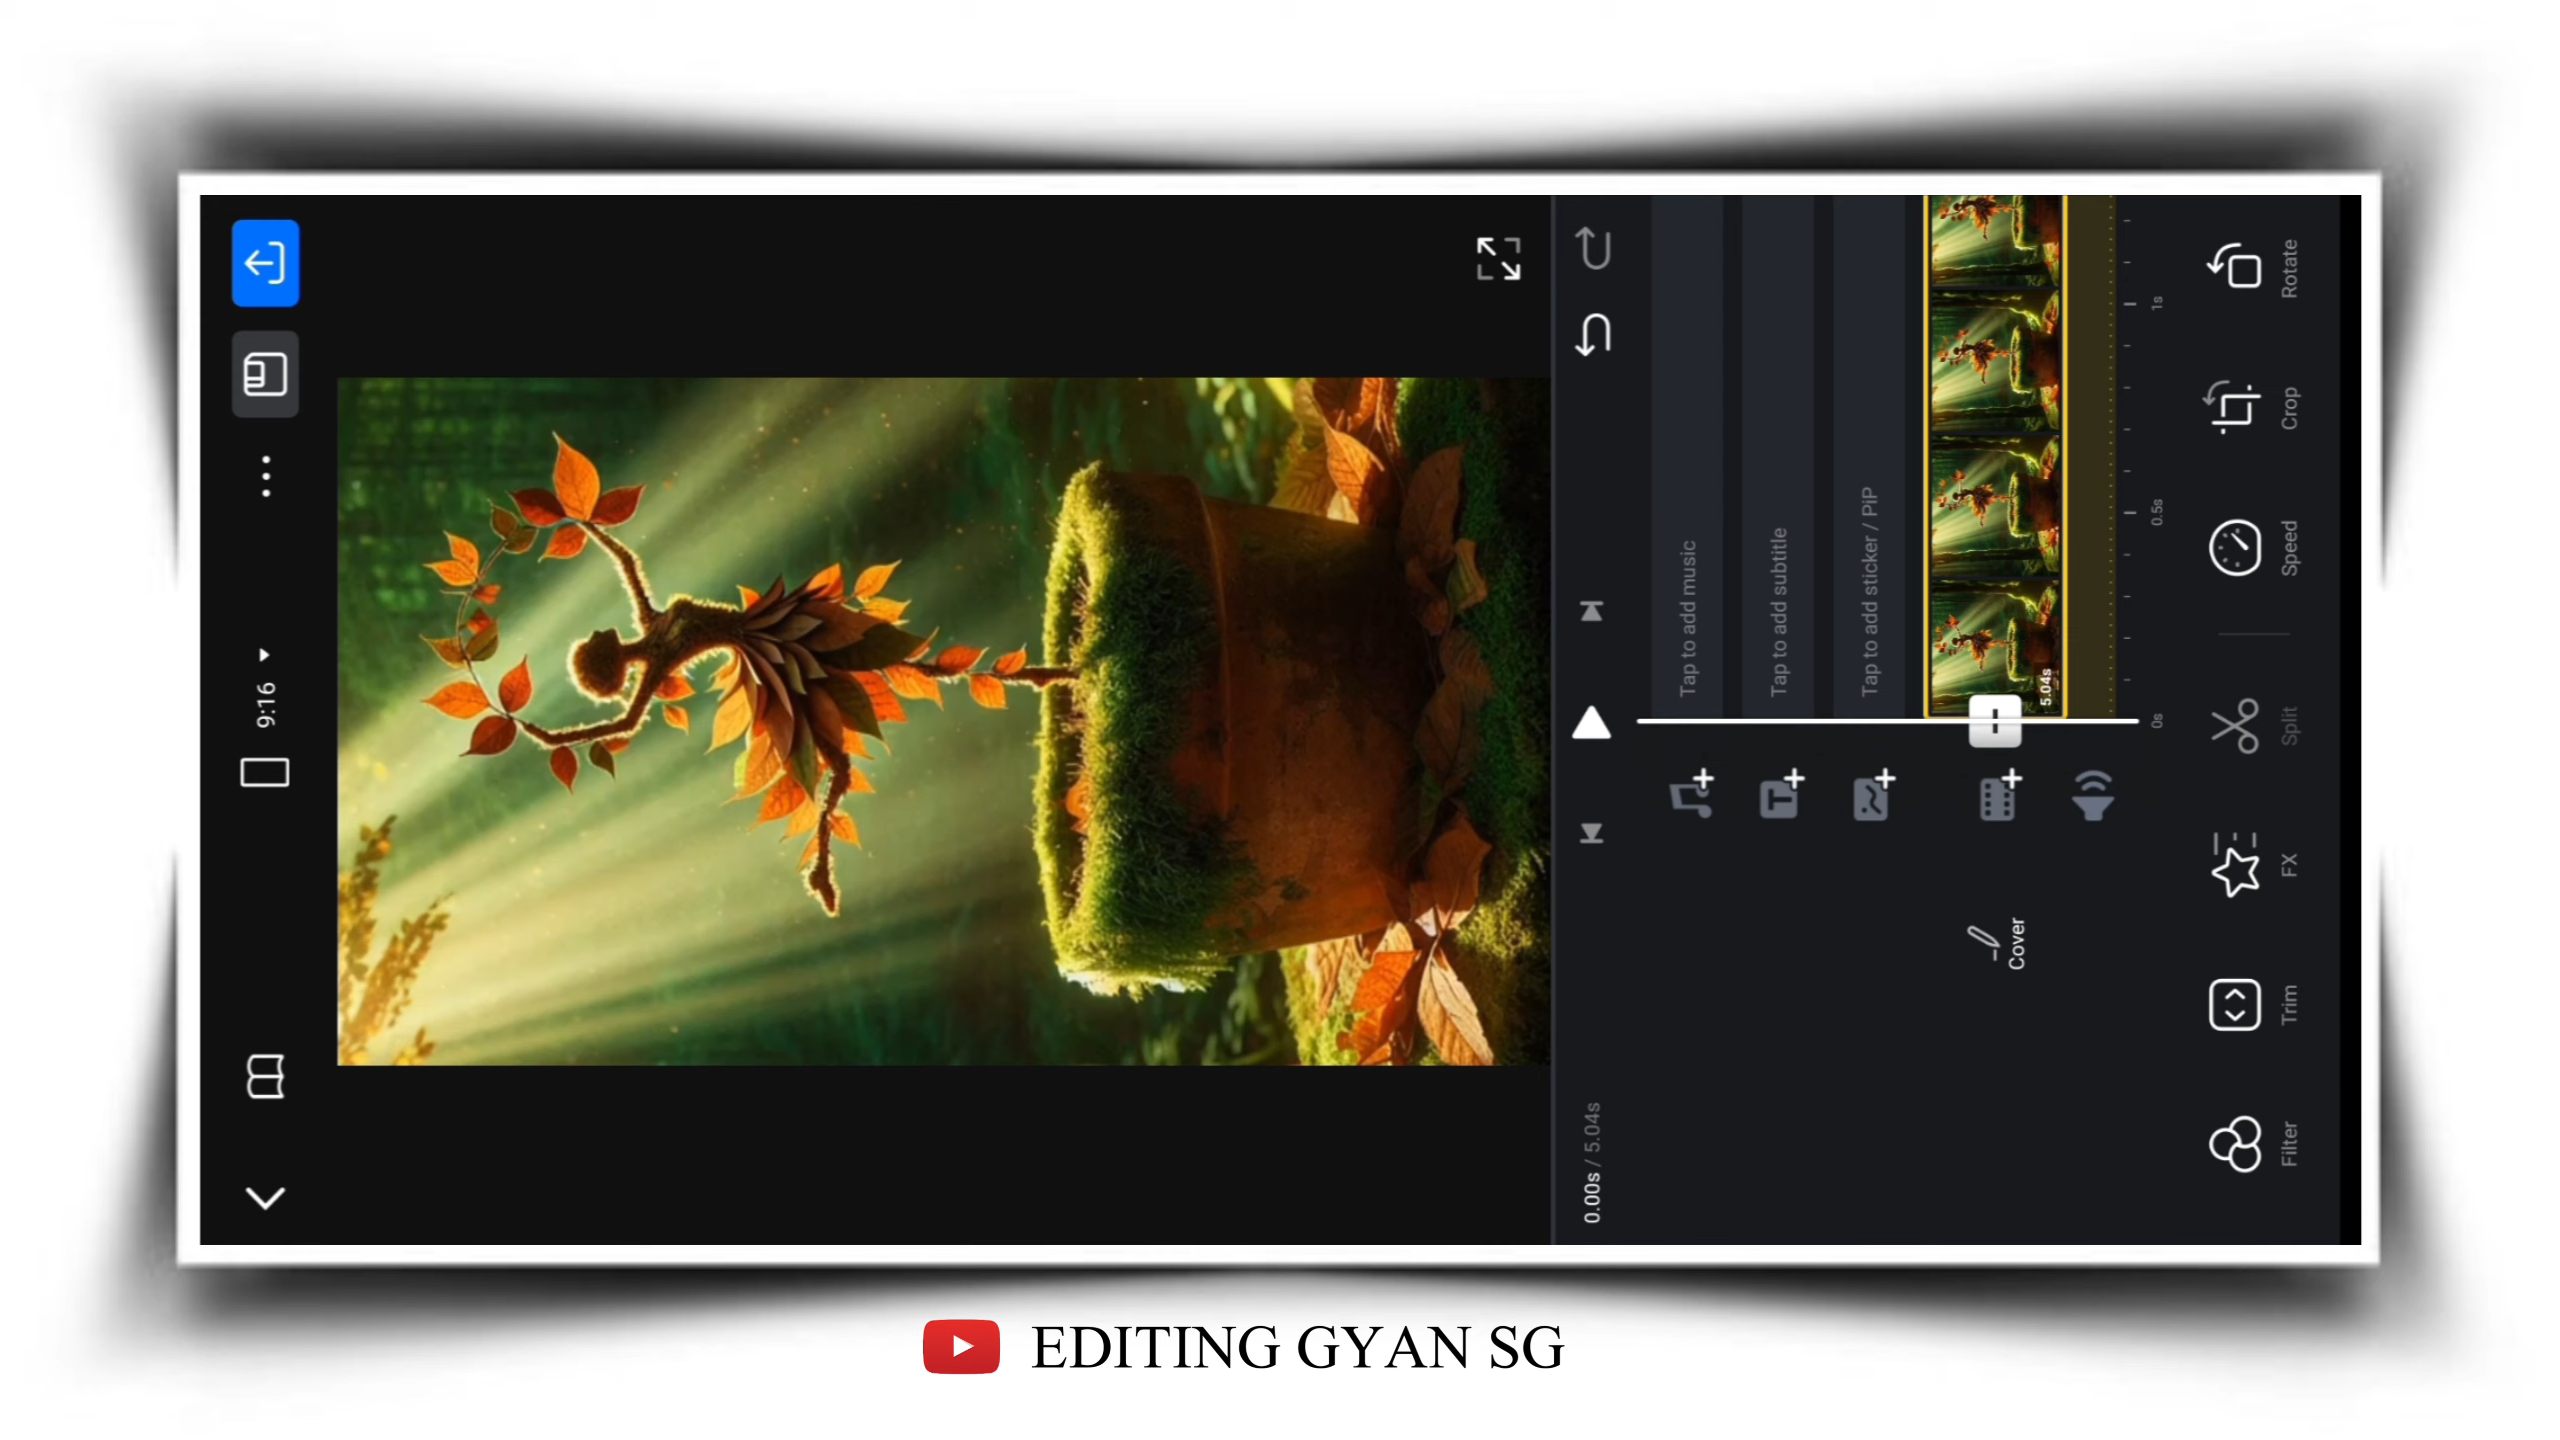 9:16
0.00s / 5.04s
Tap to add music
Tap to add subtitle
Tap to add sticker / PiP
Cover
5.04s
0s
0.5s
1s
Filter
Trim
FX
Split
Speed
Crop
Rotate
EDITING GYAN SG